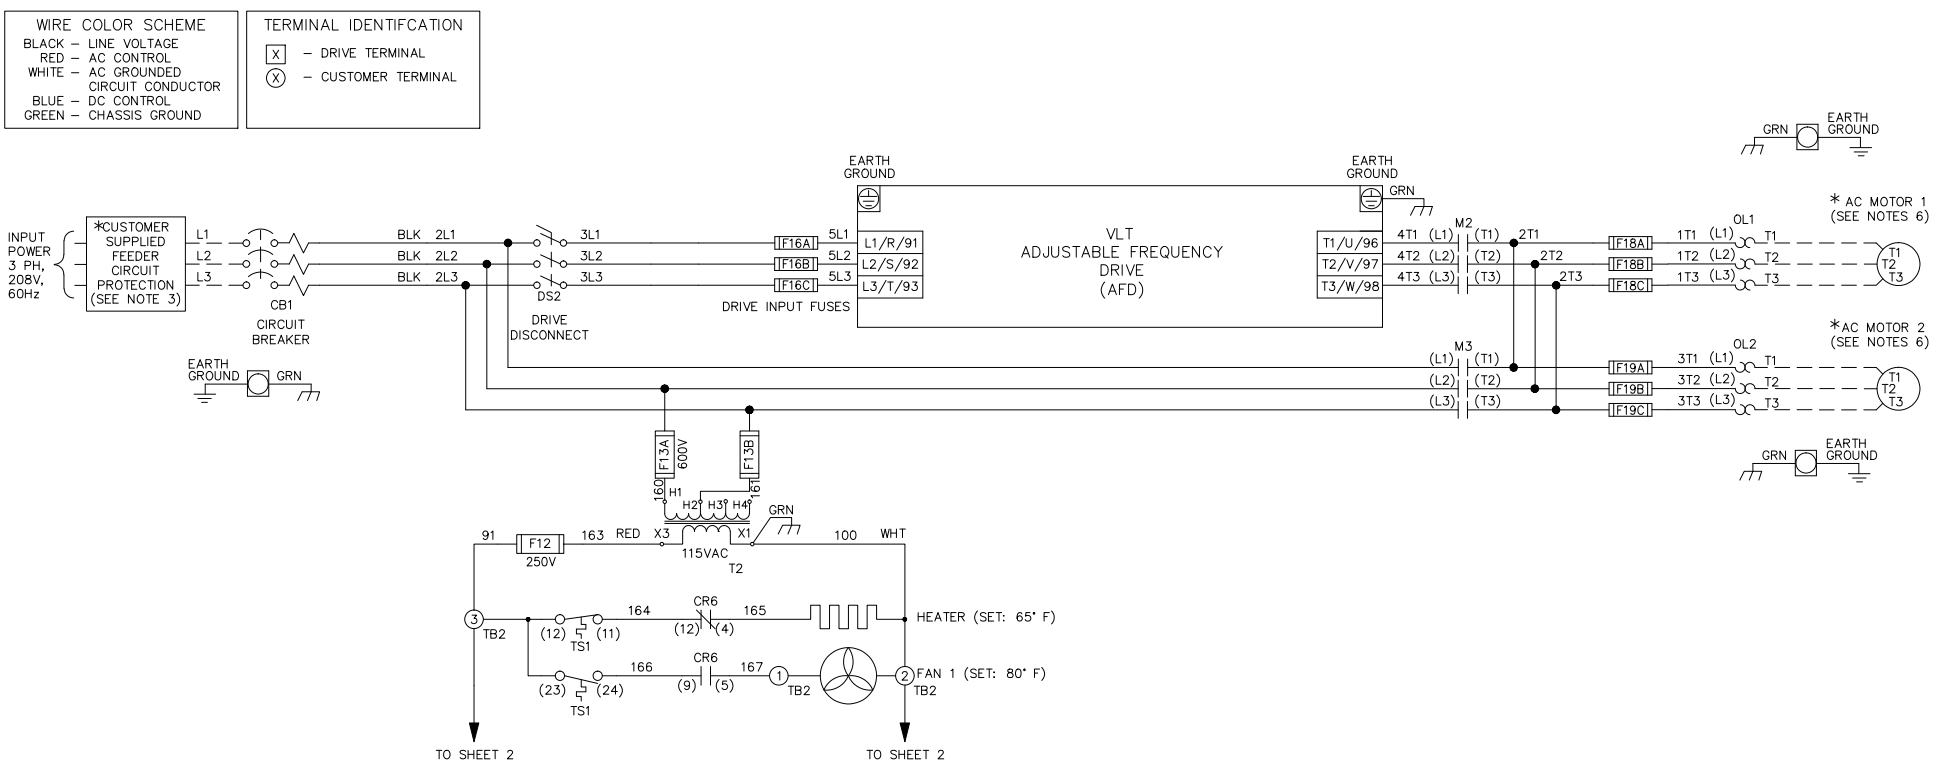 WIRE COLOR SCHEME
BLACK – LINE VOLTAGE
RED – AC CONTROL
WHITE – AC GROUNDED
CIRCUIT CONDUCTOR
BLUE – DC CONTROL
GREEN – CHASSIS GROUND
TERMINAL IDENTIFCATION
X – DRIVE TERMINAL
X – CUSTOMER TERMINAL
INPUT
POWER
3 PH,
208V,
60Hz
*CUSTOMER
SUPPLIED
FEEDER
CIRCUIT
PROTECTION
(SEE NOTE 3)
L1
L2
L3
CB1
CIRCUIT
BREAKER
EARTH
GROUND
GRN
BLK 2L1
BLK 2L2
BLK 2L3
DS2
DRIVE
DISCONNECT
3L1
3L2
3L3
F16A
F16B
F16C
DRIVE INPUT FUSES
5L1
5L2
5L3
EARTH
GROUND
L1/R/91
L2/S/92
L3/T/93
VLT
ADJUSTABLE FREQUENCY
DRIVE
(AFD)
EARTH
GROUND
GRN
T1/U/96
T2/V/97
T3/W/98
M2
4T1 (L1) (T1) 2T1
4T2 (L2) (T2) 2T2
4T3 (L3) (T3) 2T3
F18A
F18B
F18C
OL1
1T1 (L1) T1
1T2 (L2) T2
1T3 (L3) T3
GRN
EARTH
GROUND
* AC MOTOR 1
(SEE NOTES 6)
T1
T2
T3
M3
(L1) (T1)
(L2) (T2)
(L3) (T3)
F19A
F19B
F19C
OL2
3T1 (L1) T1
3T2 (L2) T2
3T3 (L3) T3
*AC MOTOR 2
(SEE NOTES 6)
T1
T2
T3
GRN
EARTH
GROUND
F13A
600V
F13B
160
161
H1
H2 H3 H4
GRN
91
F12
250V
163 RED X3
X1
115VAC
T2
100 WHT
3
TB2
(12) (11)
TS1
164
CR6
(12) (4)
165
HEATER (SET: 65° F)
(23) (24)
TS1
166
CR6
(9) (5)
167
1
TB2
2
TB2
FAN 1 (SET: 80° F)
TO SHEET 2
TO SHEET 2